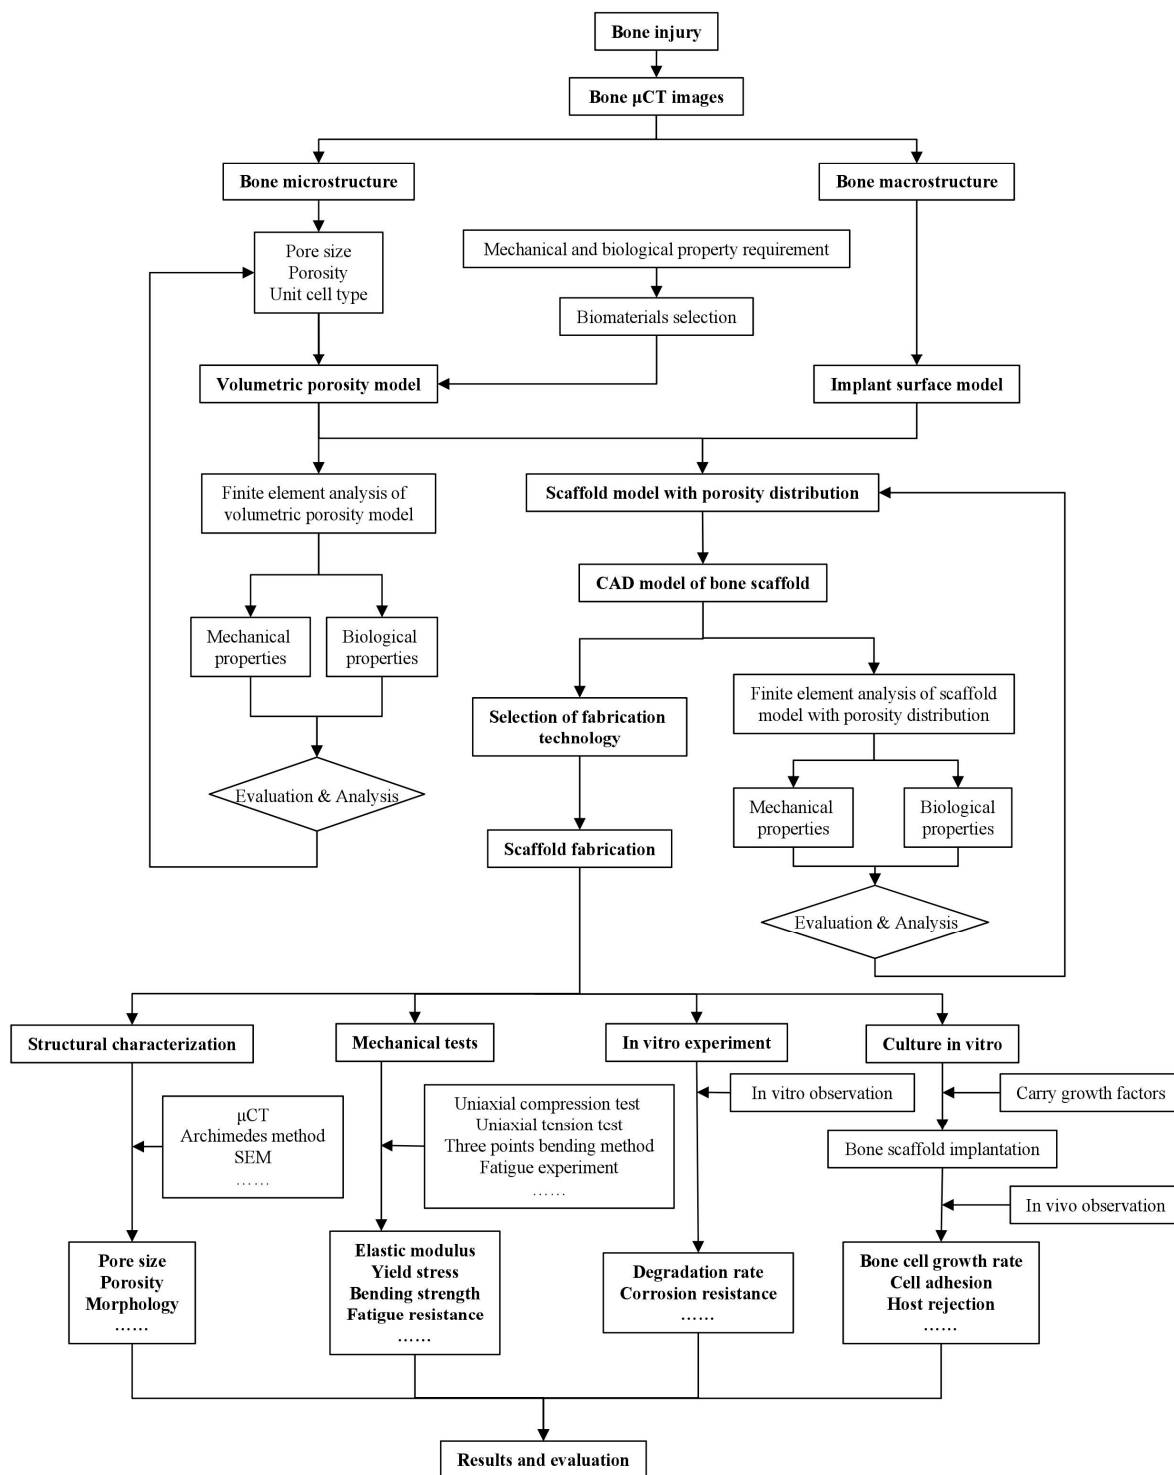 Bone injury
Bone μCT images
Bone microstructure
Bone macrostructure
Pore size
Porosity
Unit cell type
Mechanical and biological property requirement
Biomaterials selection
Volumetric porosity model
Implant surface model
Finite element analysis of
volumetric porosity model
Scaffold model with porosity distribution
CAD model of bone scaffold
Mechanical
properties
Biological
properties
Selection of fabrication
technology
Finite element analysis of scaffold
model with porosity distribution
Evaluation & Analysis
Mechanical
properties
Biological
properties
Scaffold fabrication
Evaluation & Analysis
Structural characterization
Mechanical tests
In vitro experiment
Culture in vitro
μCT
Archimedes method
SEM
……
Uniaxial compression test
Uniaxial tension test
Three points bending method
Fatigue experiment
……
In vitro observation
Carry growth factors
Bone scaffold implantation
In vivo observation
Pore size
Porosity
Morphology
……
Elastic modulus
Yield stress
Bending strength
Fatigue resistance
……
Degradation rate
Corrosion resistance
……
Bone cell growth rate
Cell adhesion
Host rejection
……
Results and evaluation